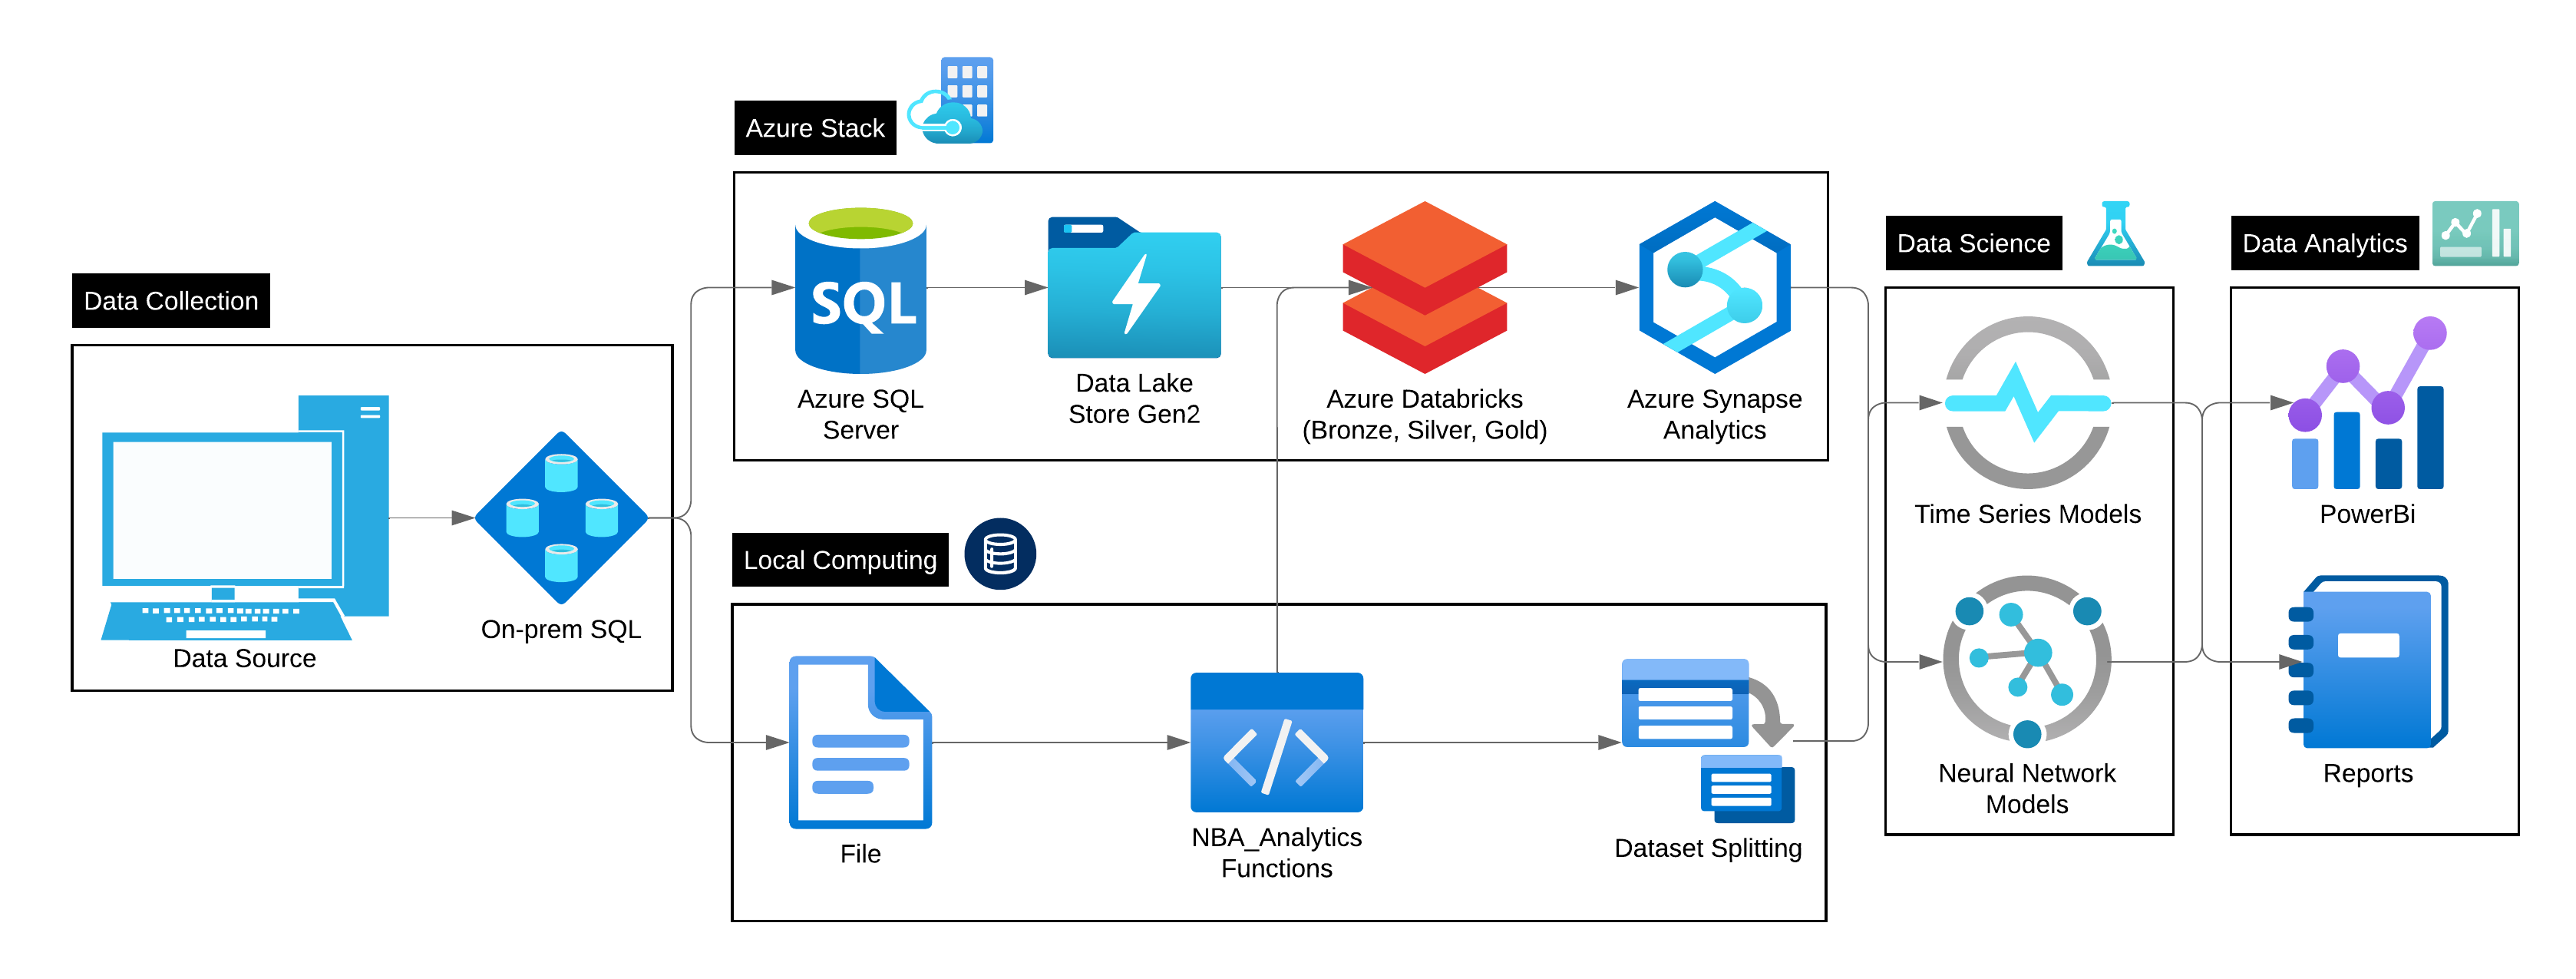 Azure Stack
Data Collection
Data Source
On-prem SQL
SQL
Azure SQL
Server
Data Lake
Store Gen2
Azure Databricks
(Bronze, Silver, Gold)
Azure Synapse
Analytics
Local Computing
File
NBA_Analytics
Functions
Dataset Splitting
Data Science
Time Series Models
Neural Network
Models
Data Analytics
PowerBi
Reports